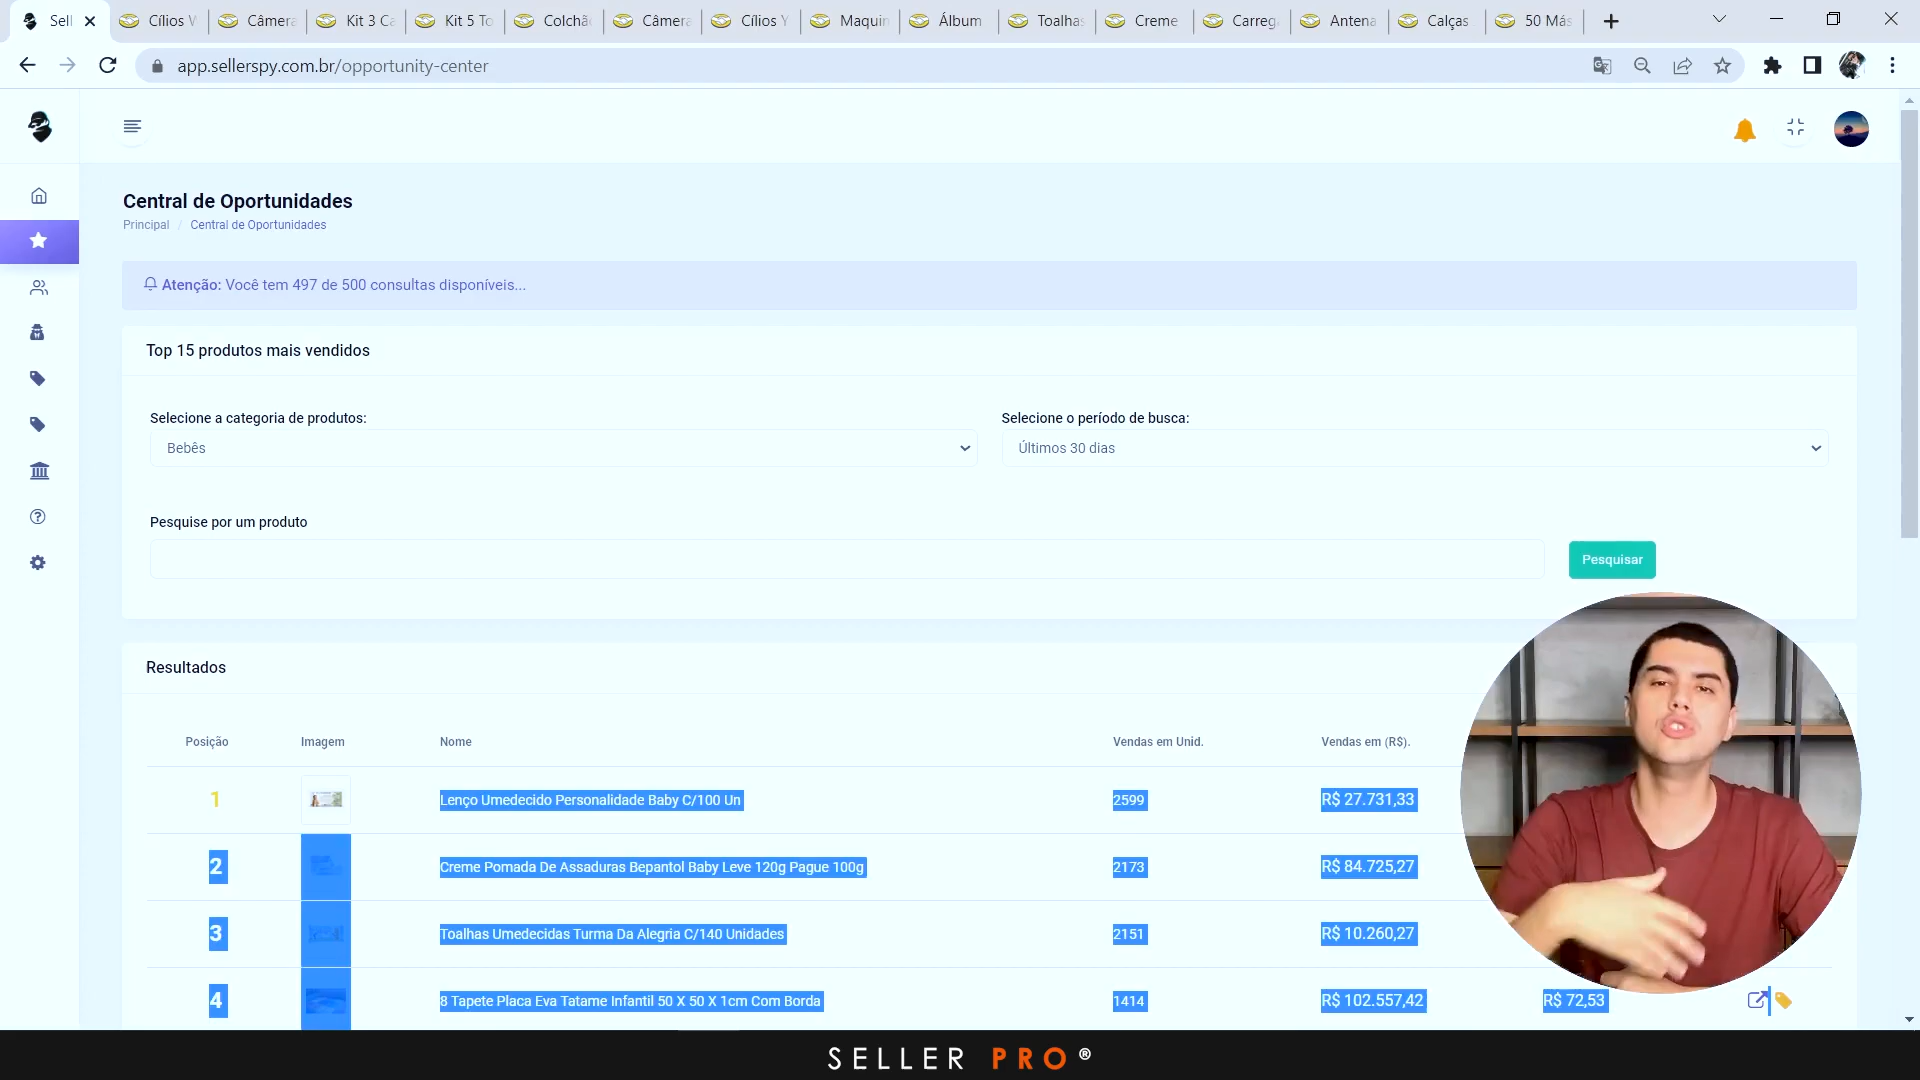 Sell
Cílios V
Câmera
Kit 3 Ca
Kit 5 To
Colchã
Câmera
Cílios Y
Maquin
Álbum
Toalhas
Creme
Carreg
Antena
Calças
50 Más
app.sellerspy.com.br/opportunity-center
Central de Oportunidades
Principal / Central de Oportunidades
Atenção: Você tem 497 de 500 consultas disponíveis...
Top 15 produtos mais vendidos
Selecione a categoria de produtos:
Selecione o período de busca:
Bebês
Últimos 30 dias
Pesquise por um produto
Pesquisar
Resultados
Posição Imagem Nome Vendas em Unid. Vendas em (R$).
1 Lenço Umedecido Personalidade Baby C/100 Un 2599 R$ 27.731,33
2 Creme Pomada De Assaduras Bepantol Baby Leve 120g Pague 100g 2173 R$ 84.725,27
3 Toalhas Umedecidas Turma Da Alegria C/140 Unidades 2151 R$ 10.260,27
4 8 Tapete Placa Eva Tatame Infantil 50 X 50 X 1cm Com Borda 1414 R$ 102.557,42 R$ 72,53
SELLER PRO ®